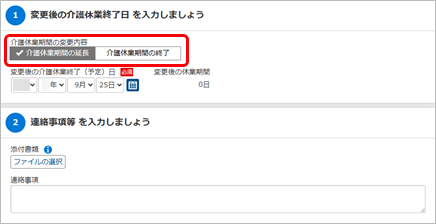 1 変更後の介護休業終了日 を入力しましょう
介護休業期間の変更内容
介護休業期間の延長 介護休業期間の終了
変更後の介護休業終了（予定）日 必須 変更後の休業期間
年 9月 25日 0日
2 連絡事項等 を入力しましょう
添付書類
ファイルの選択
連絡事項